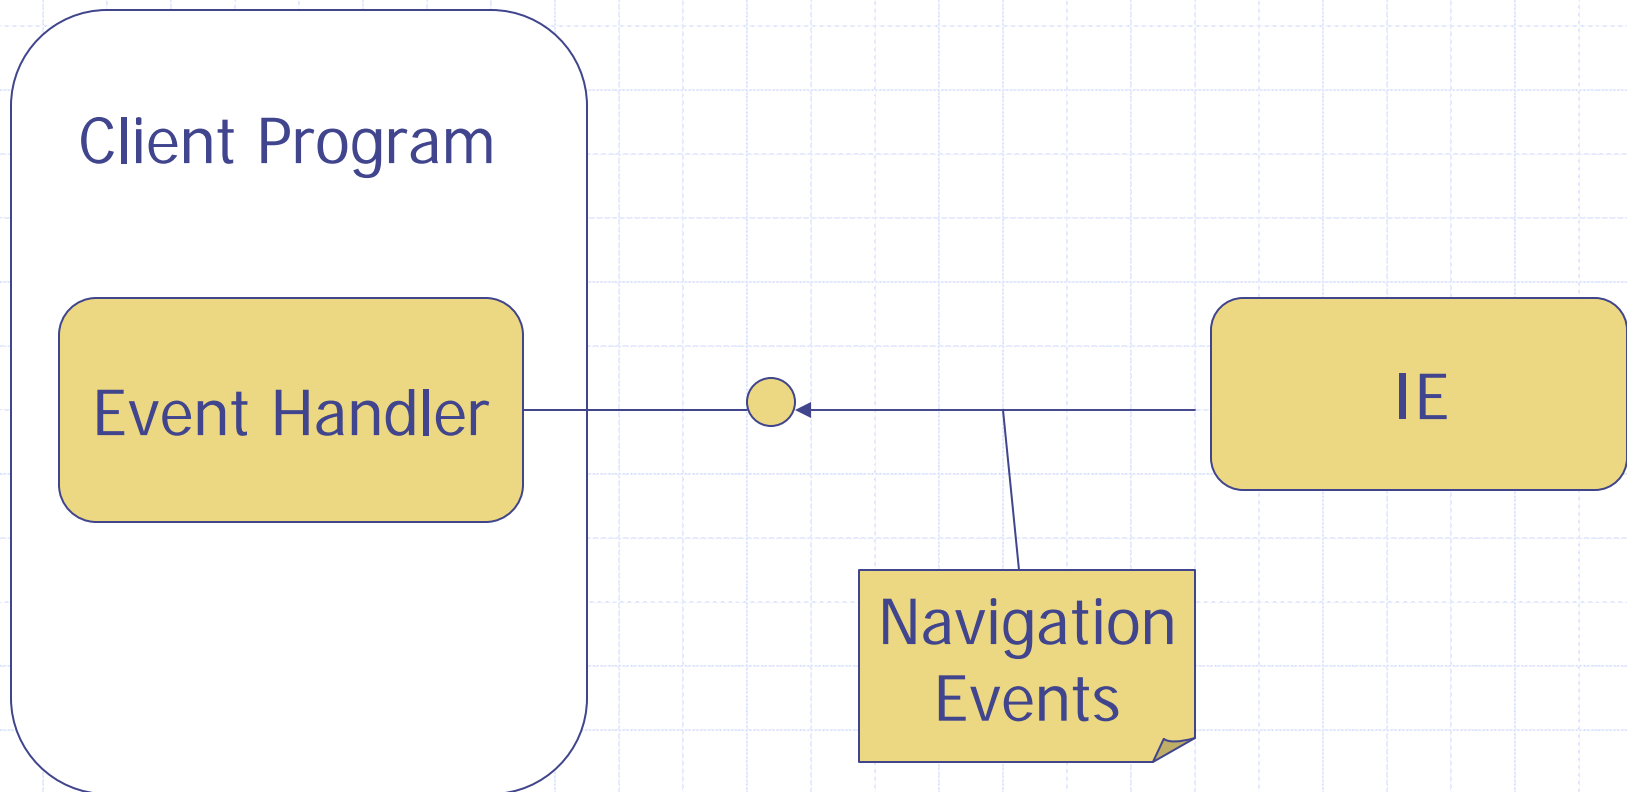 Client Program
Event Handler
IE
Navigation
Events